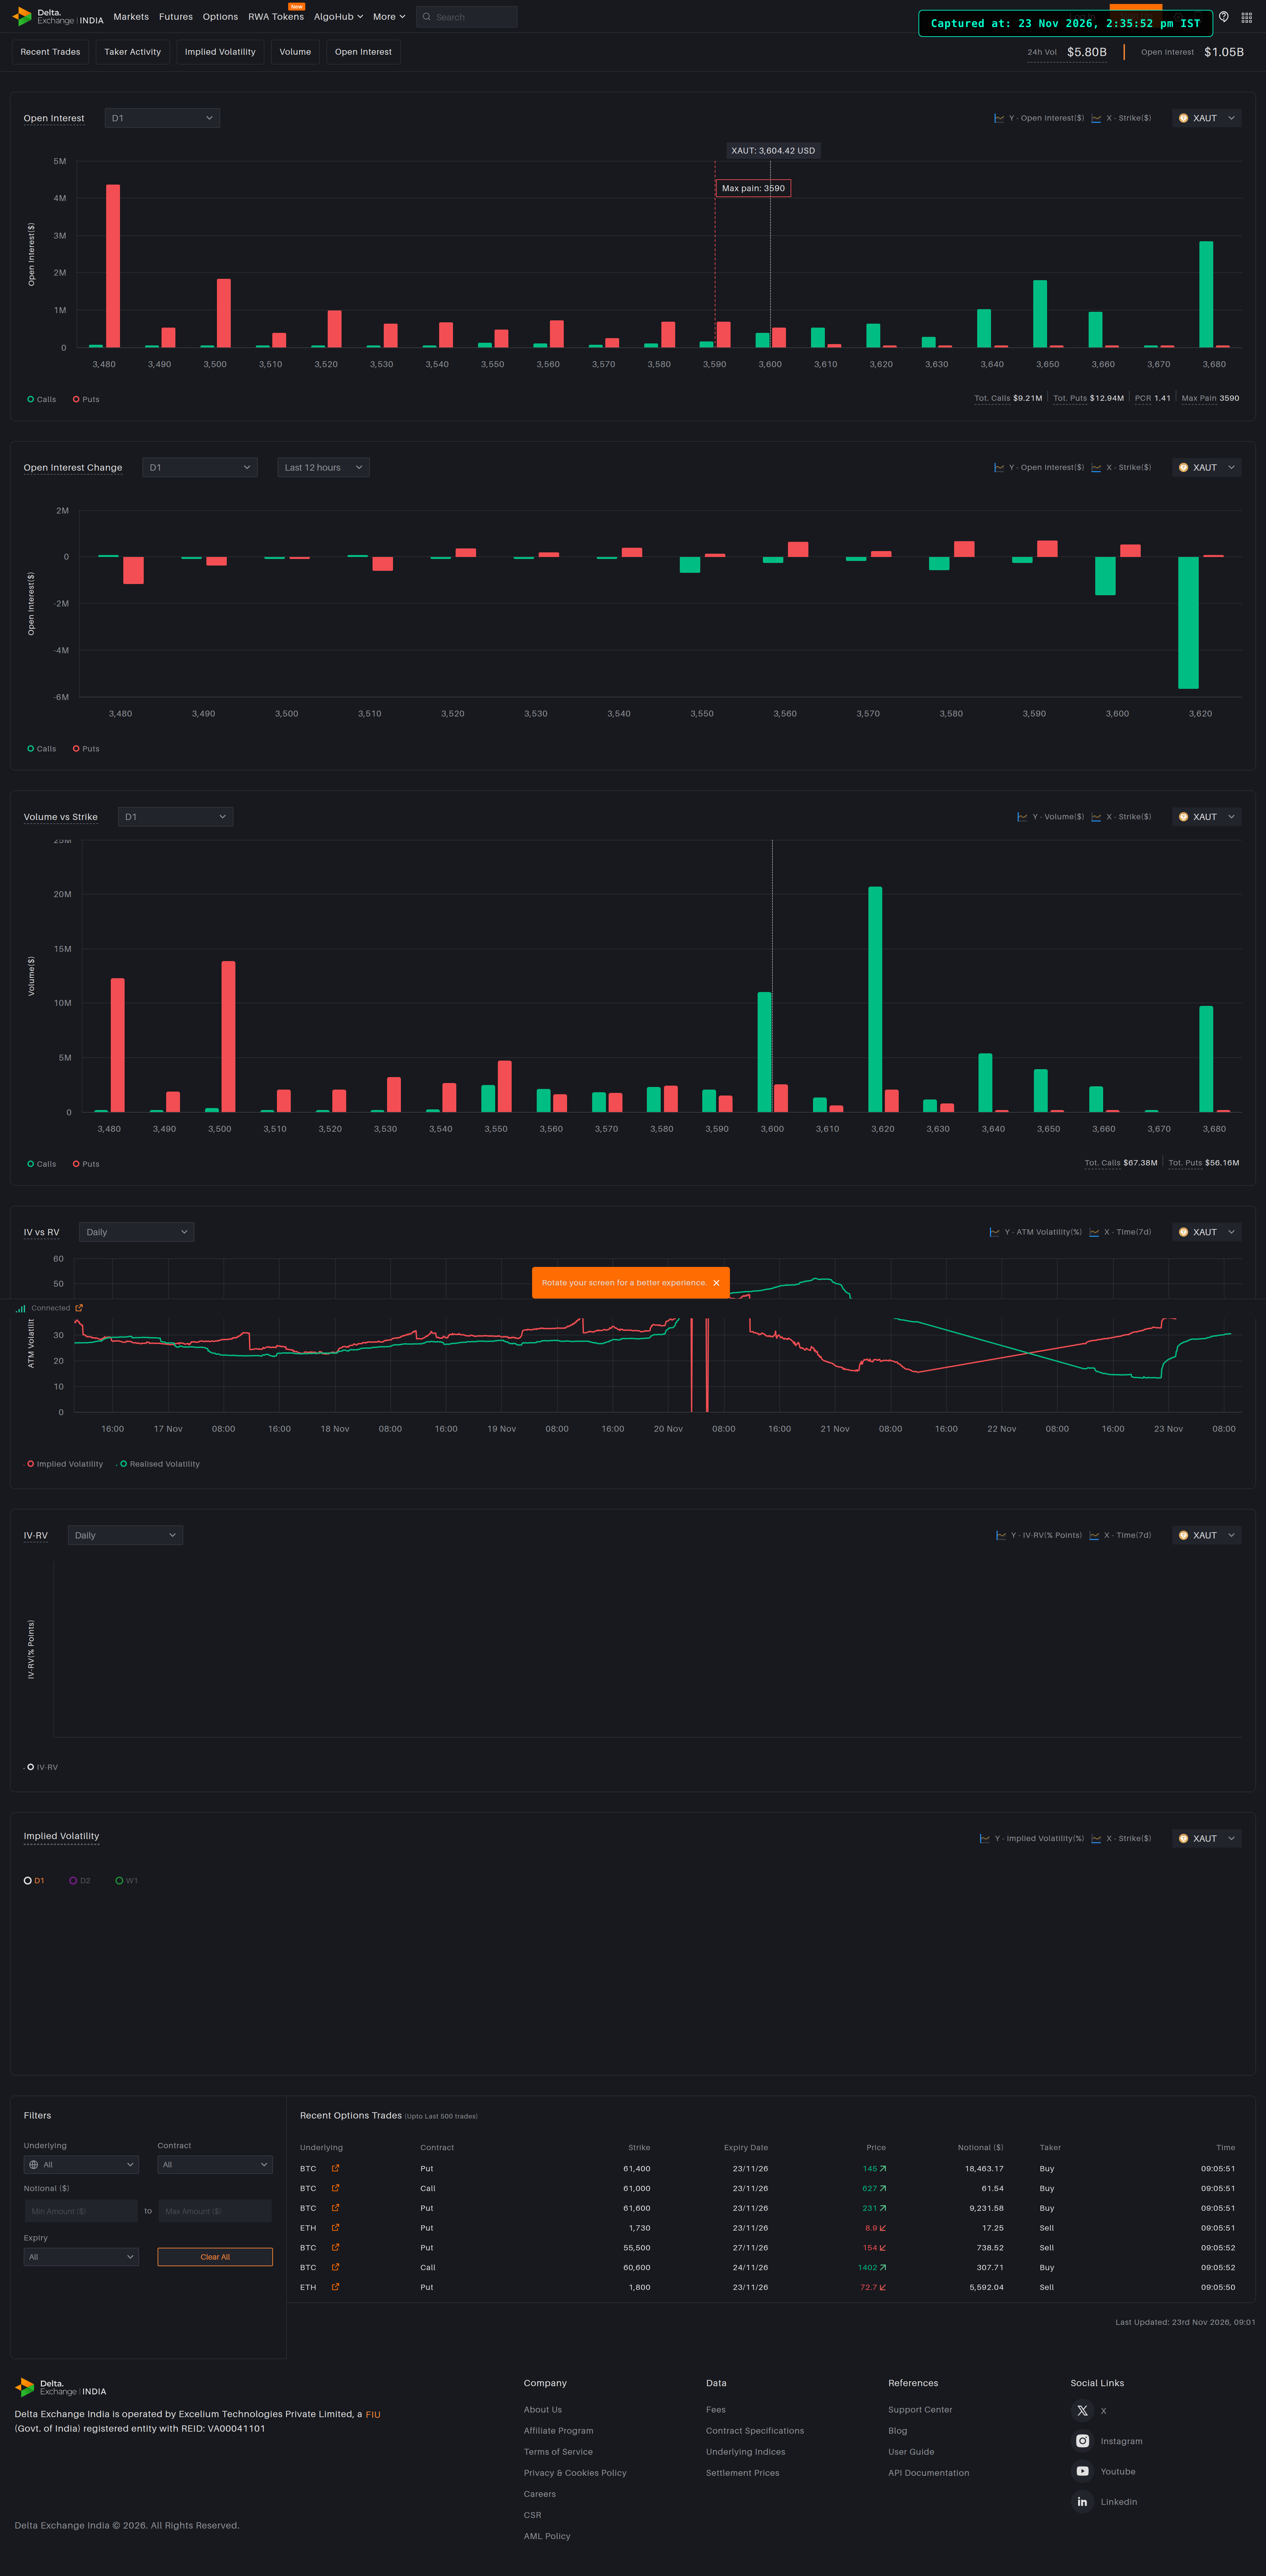 Delta.
Exchange | INDIA
Markets Futures Options RWA Tokens New AlgoHub More Search
Captured at: 23 Nov 2026, 2:35:52 pm IST
Recent Trades Taker Activity Implied Volatility Volume Open Interest
24h Vol $5.80B Open Interest $1.05B
Open Interest D1 Y - Open Interest($) X - Strike($) XAUT
XAUT: 3,604.42 USD
Max pain: 3590
Open Interest($)
5M
4M
3M
2M
1M
0
3,480 3,490 3,500 3,510 3,520 3,530 3,540 3,550 3,560 3,570 3,580 3,590 3,600 3,610 3,620 3,630 3,640 3,650 3,660 3,670 3,680
Calls Puts
Tot. Calls $9.21M Tot. Puts $12.94M PCR 1.41 Max Pain 3590
Open Interest Change D1 Last 12 hours Y - Open Interest($) X - Strike($) XAUT
Open Interest($)
2M
0
-2M
-4M
-6M
3,480 3,490 3,500 3,510 3,520 3,530 3,540 3,550 3,560 3,570 3,580 3,590 3,600 3,620
Calls Puts
Volume vs Strike D1 Y - Volume($) X - Strike($) XAUT
Volume($)
25M
20M
15M
10M
5M
0
3,480 3,490 3,500 3,510 3,520 3,530 3,540 3,550 3,560 3,570 3,580 3,590 3,600 3,610 3,620 3,630 3,640 3,650 3,660 3,670 3,680
Calls Puts
Tot. Calls $67.38M Tot. Puts $56.16M
IV vs RV Daily Y - ATM Volatility(%) X - Time(7d) XAUT
60
50
Rotate your screen for a better experience.
Connected
ATM Volatilit
30
20
10
0
16:00 17 Nov 08:00 16:00 18 Nov 08:00 16:00 19 Nov 08:00 16:00 20 Nov 08:00 16:00 21 Nov 08:00 16:00 22 Nov 08:00 16:00 23 Nov 08:00
Implied Volatility Realised Volatility
IV-RV Daily Y - IV-RV(% Points) X - Time(7d) XAUT
IV-RV(% Points)
IV-RV
Implied Volatility Y - Implied Volatility(%) X - Strike($) XAUT
D1 D2 W1
Filters
Underlying Contract
All All
Notional ($)
Min Amount ($) to Max Amount ($)
Expiry
All Clear All
Recent Options Trades (Upto Last 500 trades)
Underlying Contract Strike Expiry Date Price Notional ($) Taker Time
BTC Put 61,400 23/11/26 145 18,463.17 Buy 09:05:51
BTC Call 61,000 23/11/26 627 61.54 Buy 09:05:51
BTC Put 61,600 23/11/26 231 9,231.58 Buy 09:05:51
ETH Put 1,730 23/11/26 8.9 17.25 Sell 09:05:51
BTC Put 55,500 27/11/26 154 738.52 Sell 09:05:52
BTC Call 60,600 24/11/26 1402 307.71 Buy 09:05:52
ETH Put 1,800 23/11/26 72.7 5,592.04 Sell 09:05:50
Last Updated: 23rd Nov 2026, 09:01
Delta.
Exchange | INDIA
Delta Exchange India is operated by Excelium Technologies Private Limited, a FIU
(Govt. of India) registered entity with REID: VA00041101
Delta Exchange India © 2026. All Rights Reserved.
Company
About Us
Affiliate Program
Terms of Service
Privacy & Cookies Policy
Careers
CSR
AML Policy
Data
Fees
Contract Specifications
Underlying Indices
Settlement Prices
References
Support Center
Blog
User Guide
API Documentation
Social Links
X
Instagram
Youtube
Linkedin